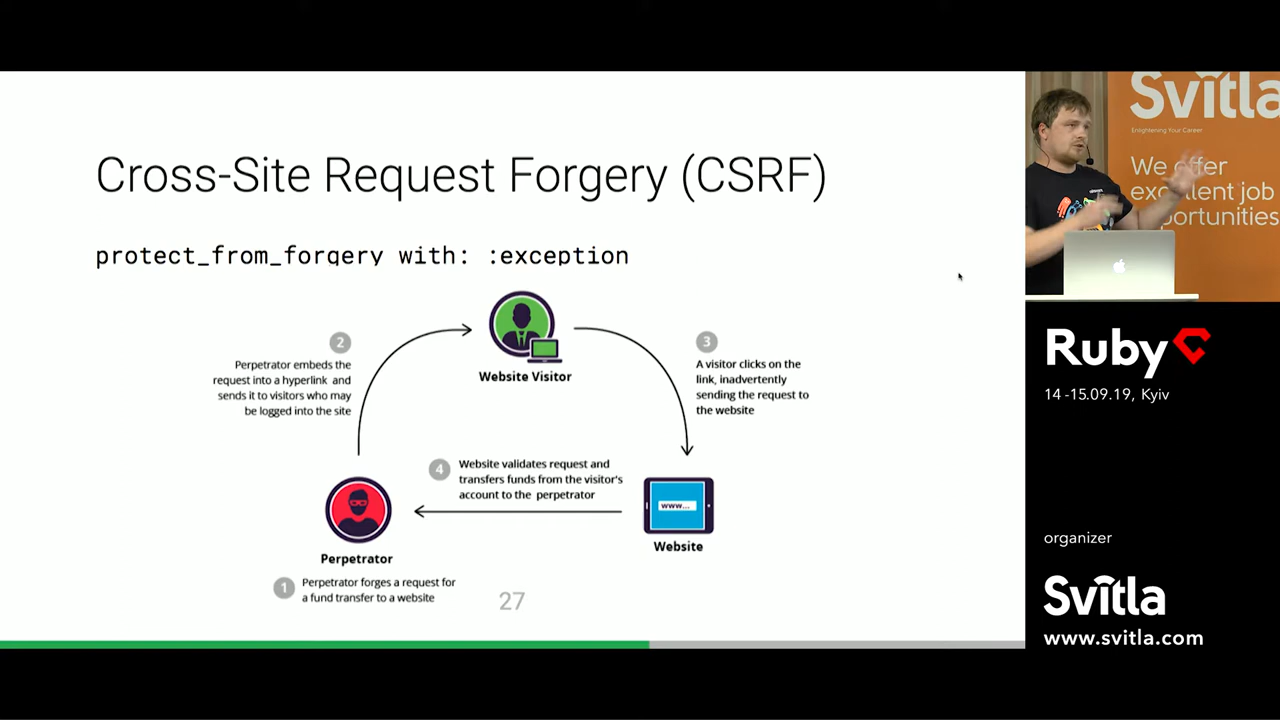 Cross-Site Request Forgery (CSRF)
protect_from_forgery with: :exception
2
Perpetrator embeds the
request into a hyperlink and
sends it to visitors who may
be logged into the site
Website Visitor
3
A visitor clicks on the
link, inadvertently
sending the request to
the website
4
Website validates request and
transfers funds from the visitor's
account to the perpetrator
www...
Perpetrator
Website
1
Perpetrator forges a request for
a fund transfer to a website
27
Svitla
Enlightening Your Career
We offer
excellent job
opportunities
Ruby
14 -15.09.19, Kyiv
organizer
Svitla
www.svitla.com